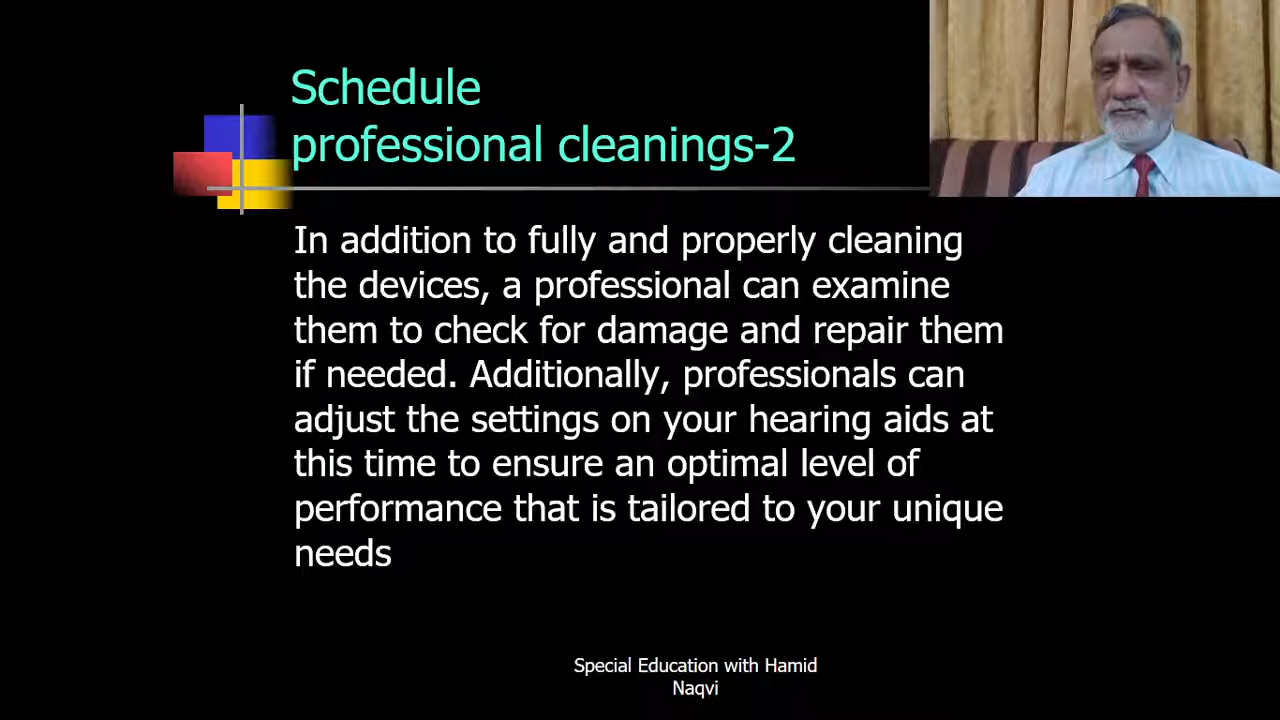 Schedule
professional cleanings-2
In addition to fully and properly cleaning
the devices, a professional can examine
them to check for damage and repair them
if needed. Additionally, professionals can
adjust the settings on your hearing aids at
this time to ensure an optimal level of
performance that is tailored to your unique
needs
Special Education with Hamid
Naqvi